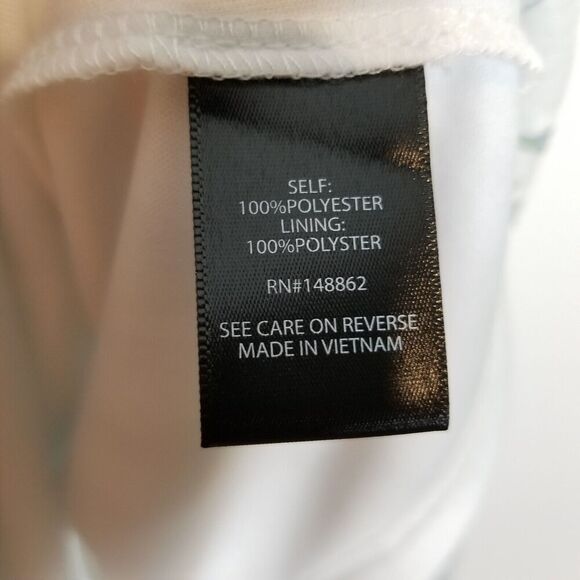 SELF:
100%POLYESTER
LINING:
100%POLYSTER
RN#148862
SEE CARE ON REVERSE
MADE IN VIETNAM